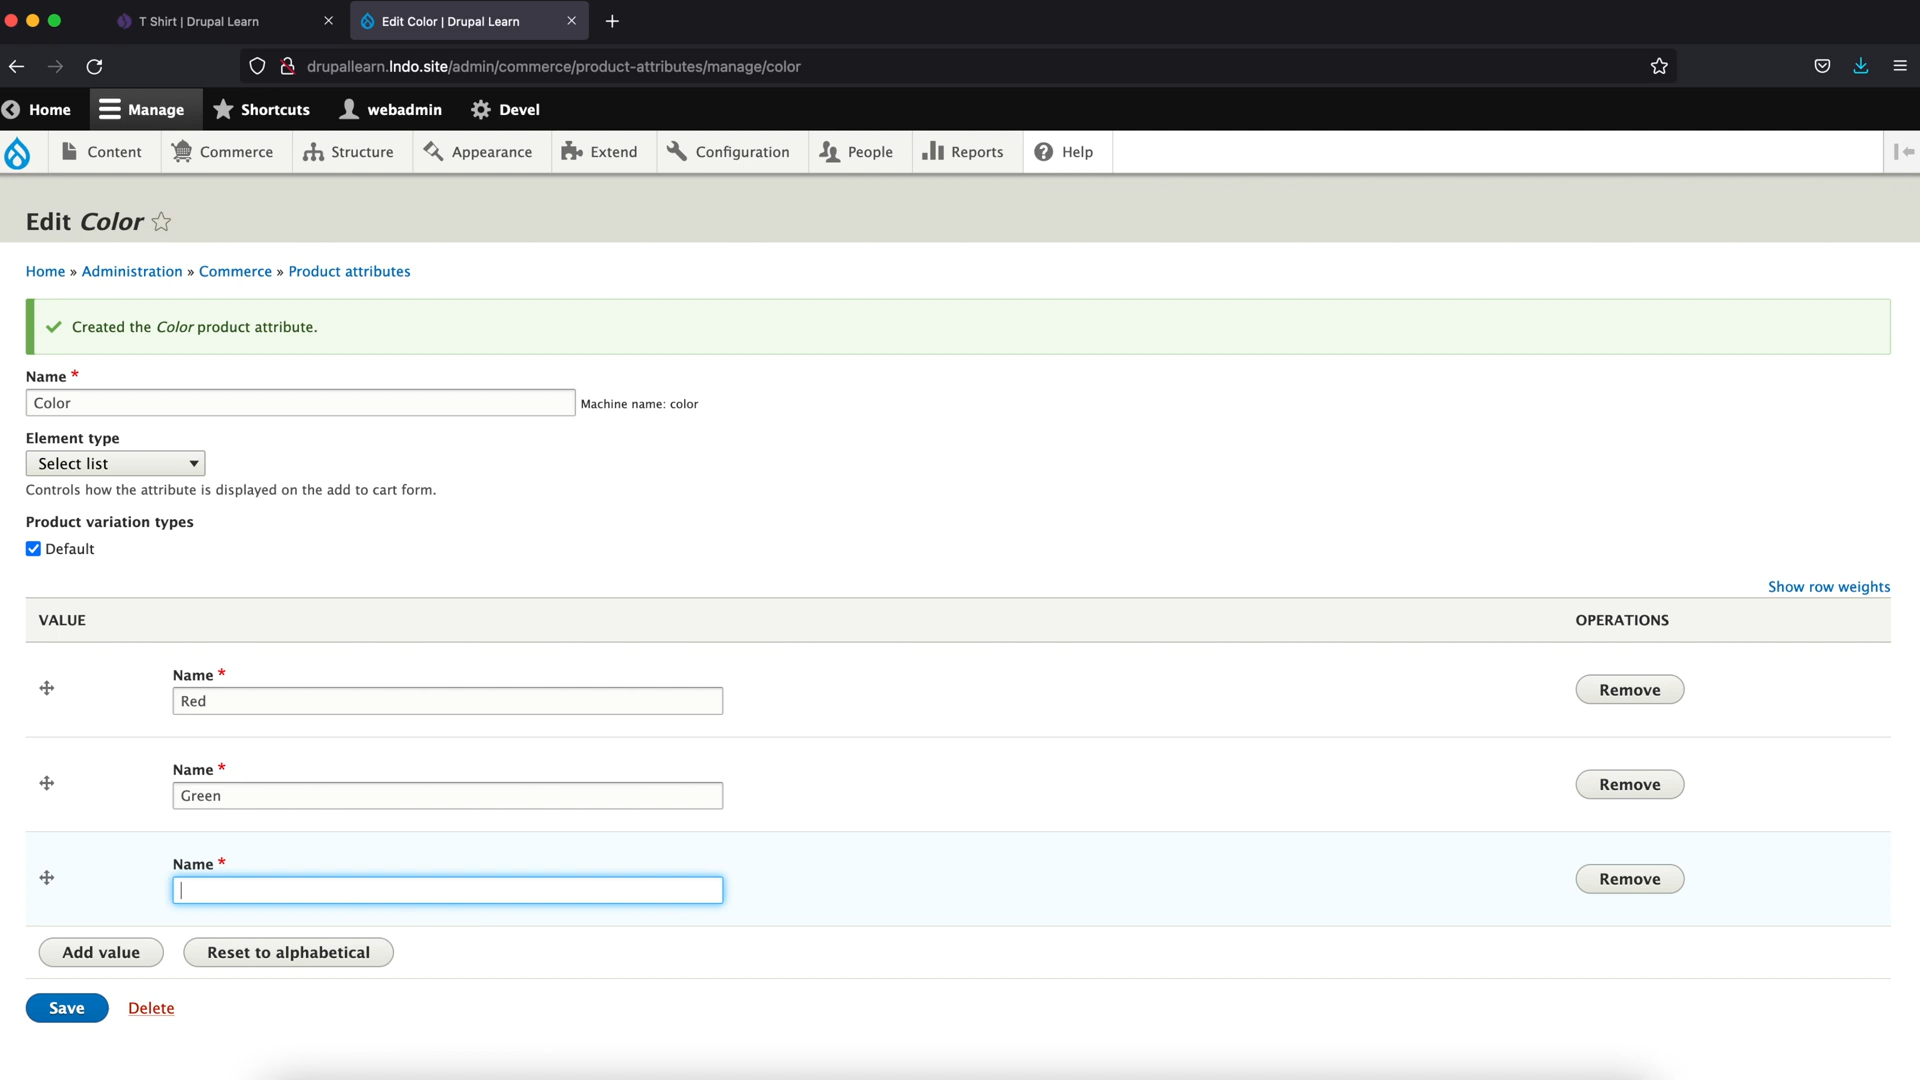 T Shirt | Drupal Learn
Edit Color | Drupal Learn
drupallearn.lndo.site/admin/commerce/product-attributes/manage/color
Home Manage Shortcuts webadmin Devel
Content Commerce Structure Appearance Extend Configuration People Reports Help
Edit Color
Home » Administration » Commerce » Product attributes
Created the Color product attribute.
Name *
Color Machine name: color
Element type
Select list
Controls how the attribute is displayed on the add to cart form.
Product variation types
Default
Show row weights
VALUE OPERATIONS
Name *
Red Remove
Name *
Green Remove
Name *
Remove
Add value Reset to alphabetical
Save Delete